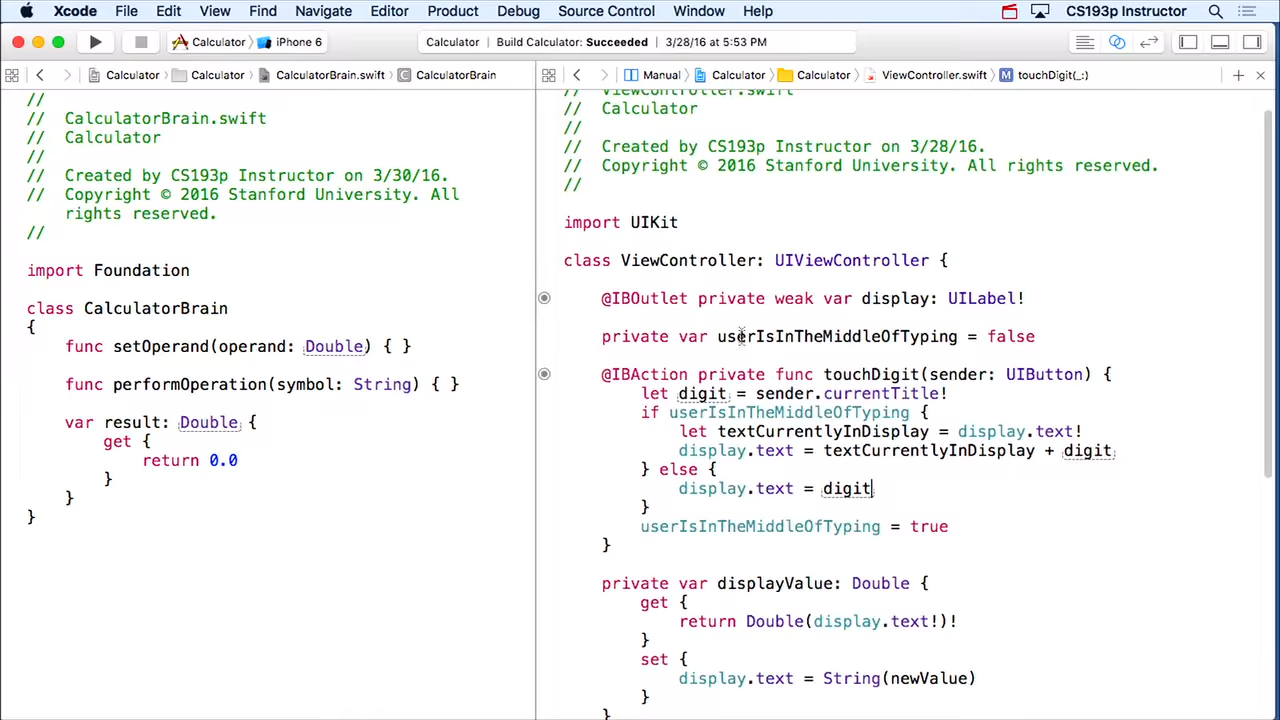 Xcode File Edit View Find Navigate Editor Product Debug Source Control Window Help CS193p Instructor
Calculator iPhone 6 Calculator Build Calculator: Succeeded 3/28/16 at 5:53 PM
Calculator Calculator CalculatorBrain.swift C CalculatorBrain
Manual Calculator Calculator ViewController.swift M touchDigit(_:)
//
// CalculatorBrain.swift
// Calculator
//
// Created by CS193p Instructor on 3/30/16.
// Copyright © 2016 Stanford University. All
rights reserved.
//
import Foundation
class CalculatorBrain
{
func setOperand(operand: Double) { }
func performOperation(symbol: String) { }
var result: Double {
get {
return 0.0
}
}
}
// ViewController.swift
// Calculator
//
// Created by CS193p Instructor on 3/28/16.
// Copyright © 2016 Stanford University. All rights reserved.
//
import UIKit
class ViewController: UIViewController {
@IBOutlet private weak var display: UILabel!
private var userIsInTheMiddleOfTyping = false
@IBAction private func touchDigit(sender: UIButton) {
let digit = sender.currentTitle!
if userIsInTheMiddleOfTyping {
let textCurrentlyInDisplay = display.text!
display.text = textCurrentlyInDisplay + digit
} else {
display.text = digit
}
userIsInTheMiddleOfTyping = true
}
private var displayValue: Double {
get {
return Double(display.text!)!
}
set {
display.text = String(newValue)
}
}